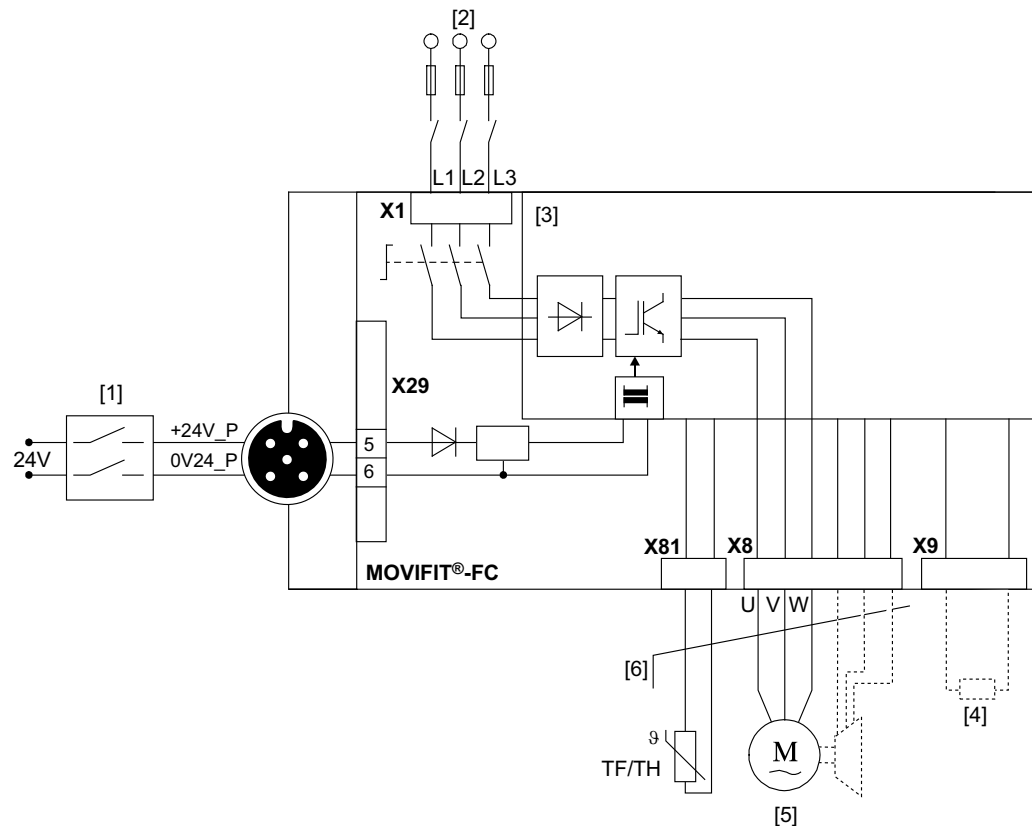 [2]
L1 L2 L3
X1
[3]
X29
[1]
+24V_P
5
24V
0V24_P
6
X81 X8 X9
MOVIFIT®-FC
U V W
[6]
[4]
ϑ
TF/TH
M
[5]